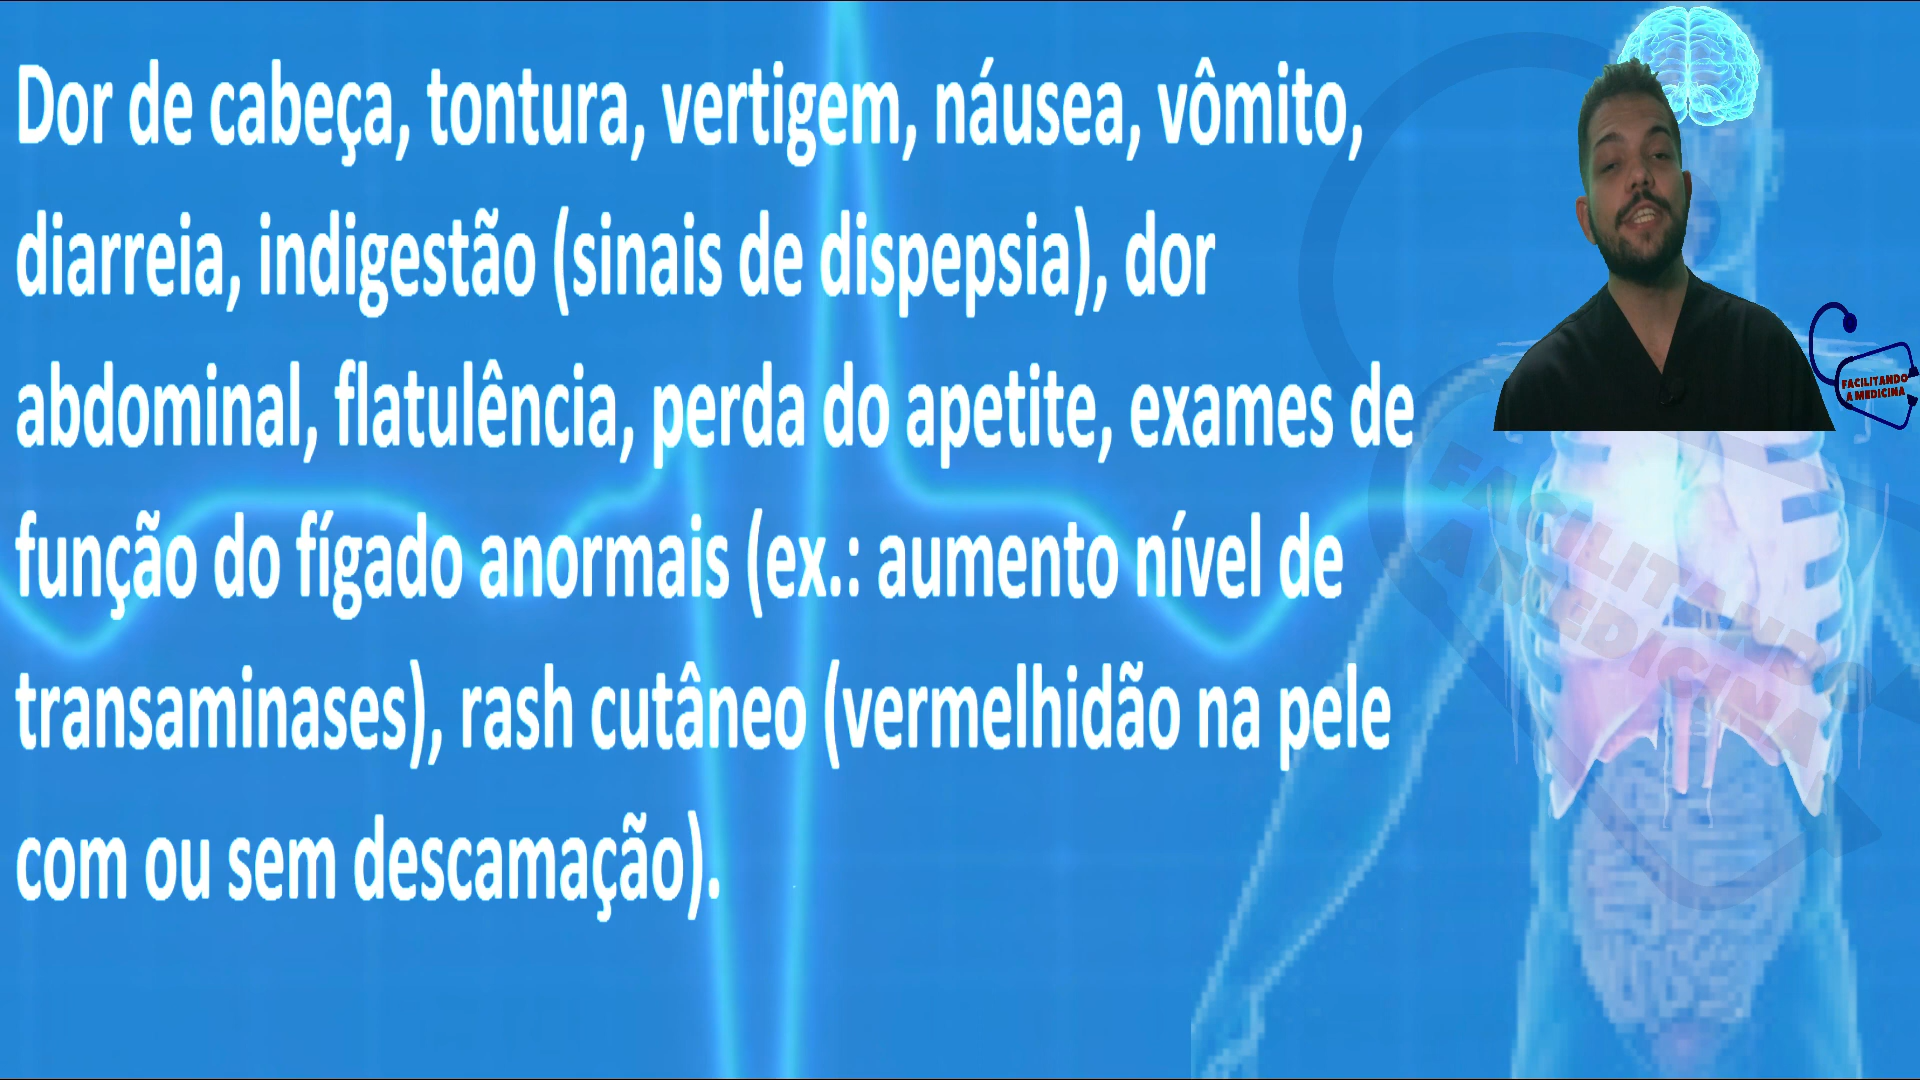 Dor de cabeça, tontura, vertigem, náusea, vômito,
diarreia, indigestão (sinais de dispepsia), dor
abdominal, flatulência, perda do apetite, exames de
função do fígado anormais (ex.: aumento nível de
transaminases), rash cutâneo (vermelhidão na pele
com ou sem descamação).
FACILITANDO
A MEDICINA
FACILITANDO
A MEDICINA